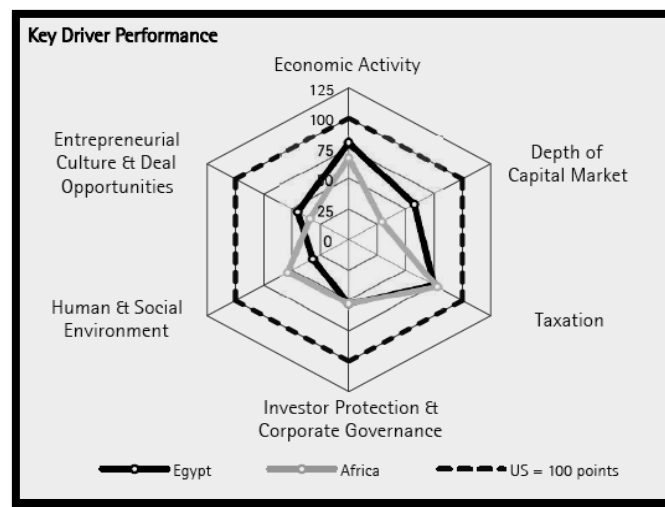 Key Driver Performance
Economic Activity
125
100
75
50
25
0
Entrepreneurial
Culture & Deal
Opportunities
Depth of
Capital Market
Human & Social
Environment
Taxation
Investor Protection &
Corporate Governance
Egypt
Africa
US = 100 points